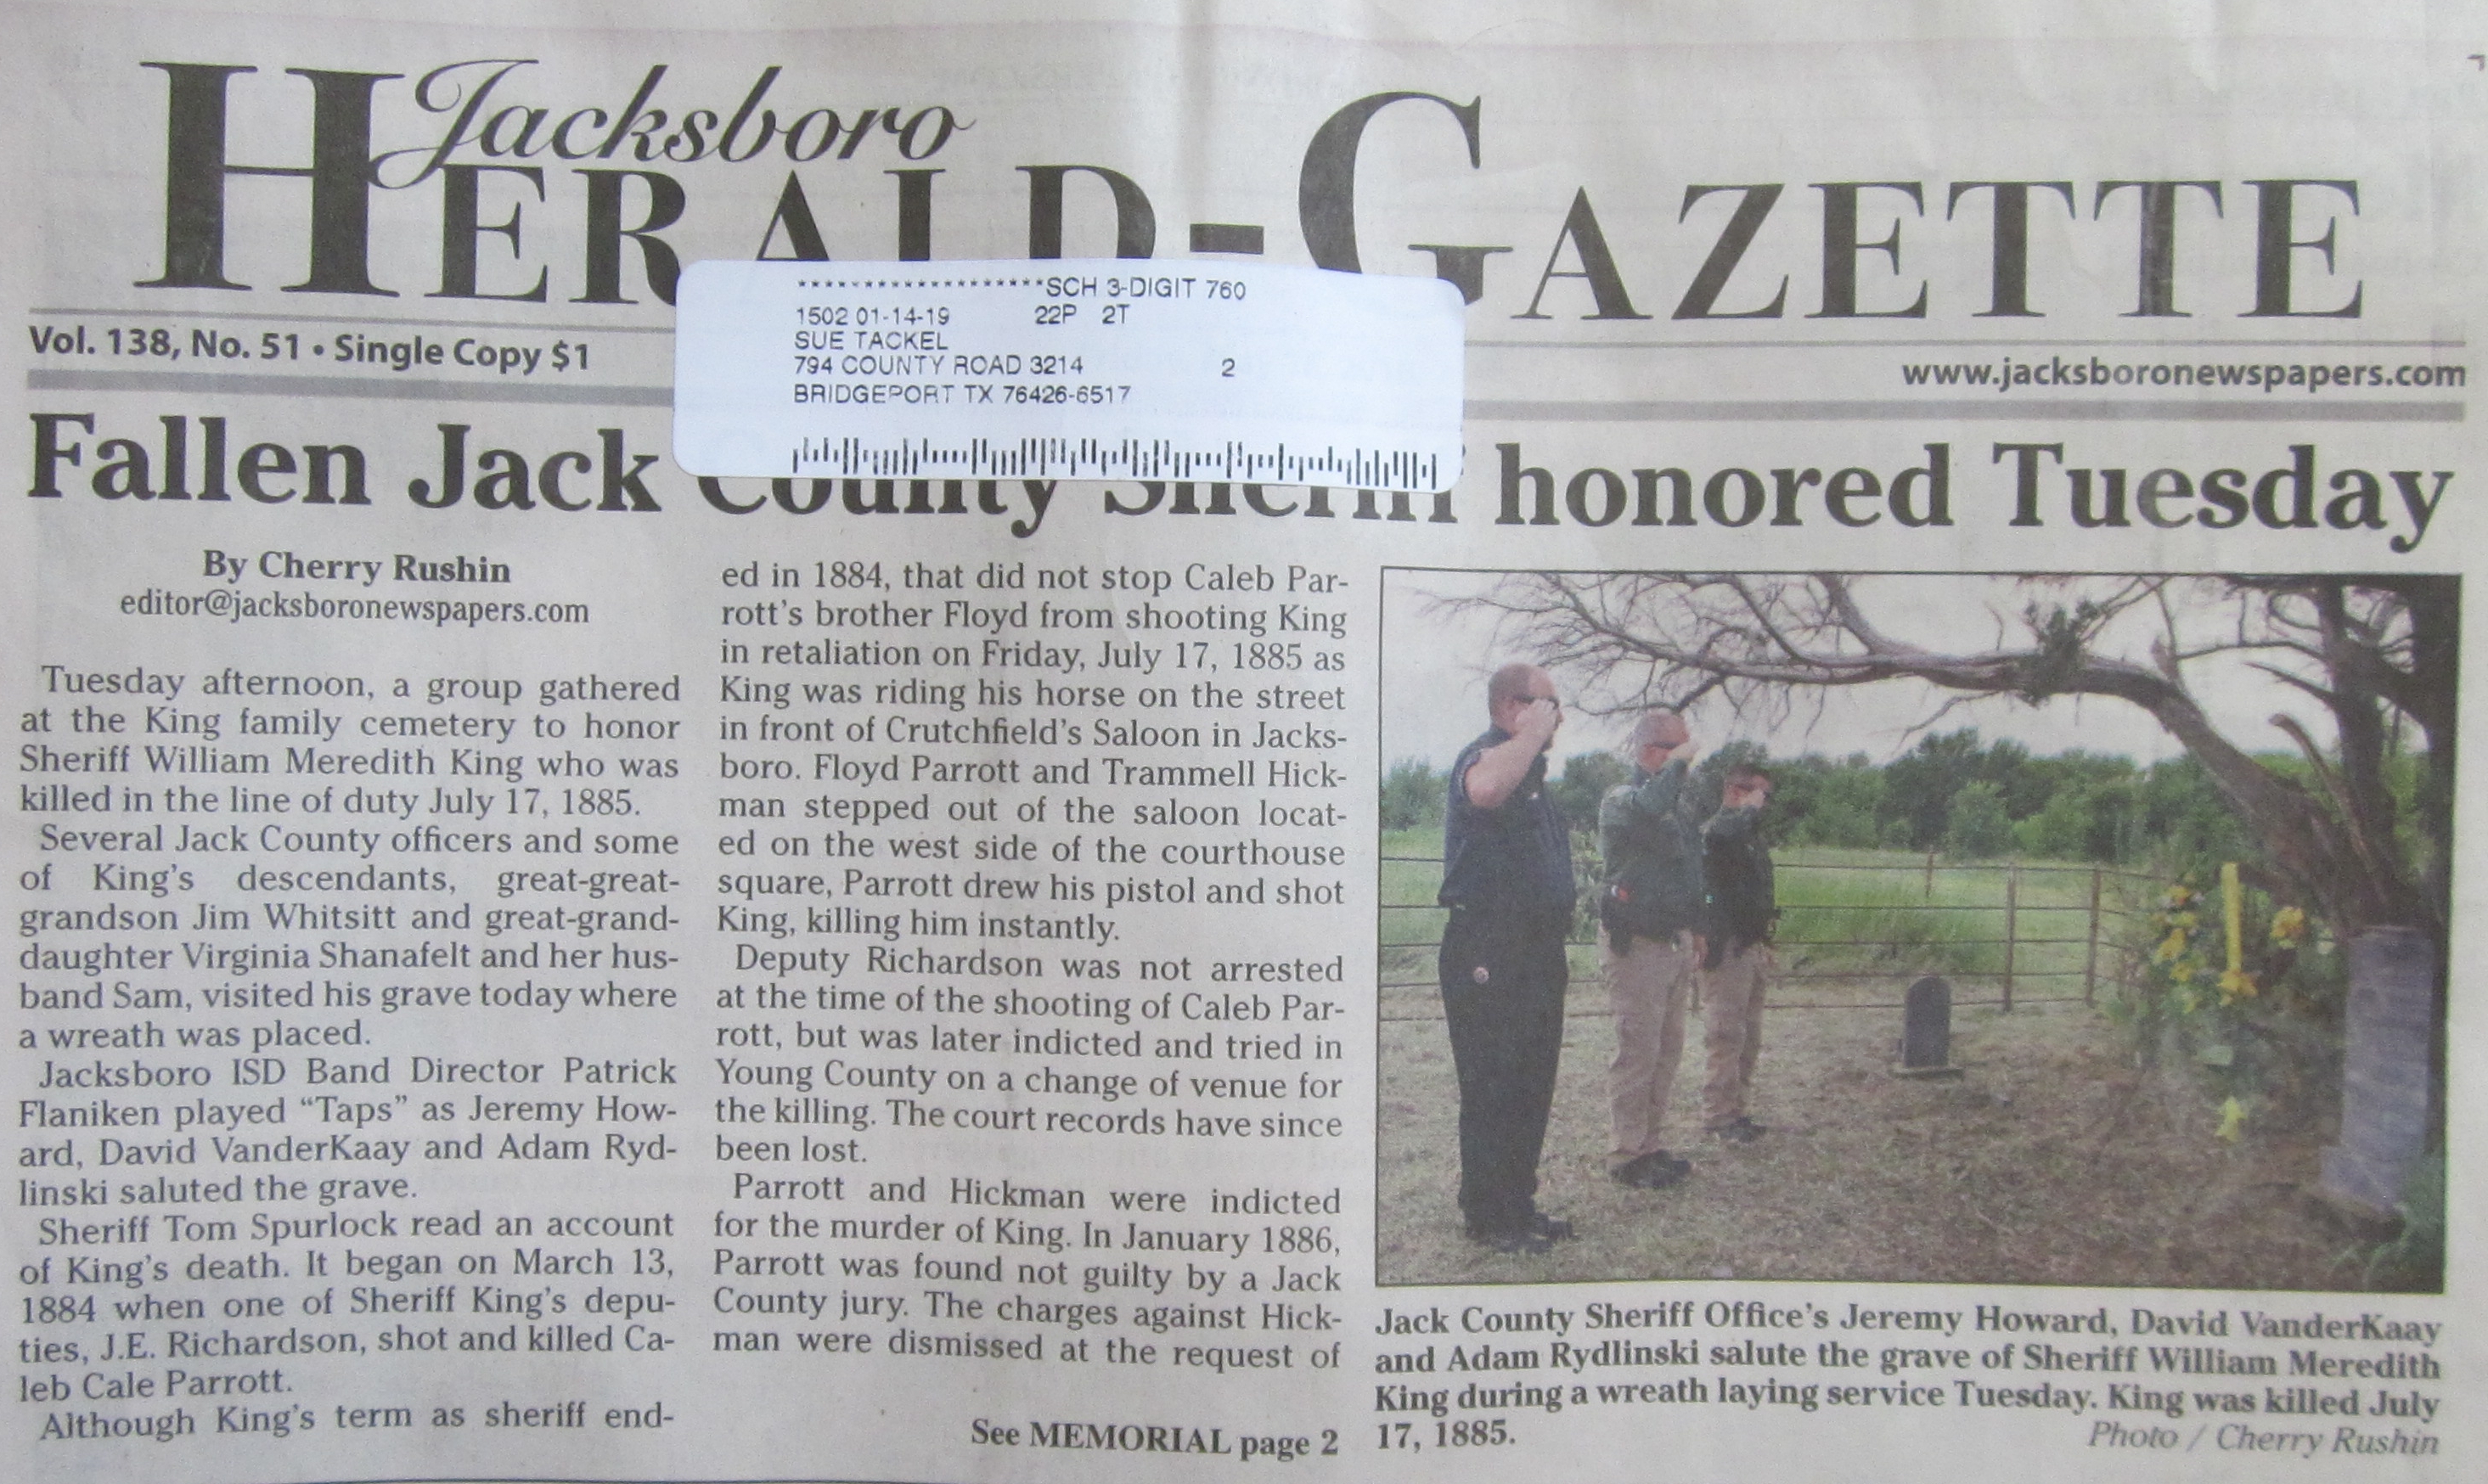 Jacksboro
HERALD-GAZETTE
********************SCH 3-DIGIT 760
1502 01-14-19 22P 2T
SUE TACKEL
794 COUNTY ROAD 3214 2
BRIDGEPORT TX 76426-6517
Vol. 138, No. 51 • Single Copy $1
www.jacksboronewspapers.com
Fallen Jack County Sheriff honored Tuesday
By Cherry Rushin
editor@jacksboronewspapers.com
Tuesday afternoon, a group gathered
at the King family cemetery to honor
Sheriff William Meredith King who was
killed in the line of duty July 17, 1885.
Several Jack County officers and some
of King's descendants, great-great-
grandson Jim Whitsitt and great-grand-
daughter Virginia Shanafelt and her hus-
band Sam, visited his grave today where
a wreath was placed.
Jacksboro ISD Band Director Patrick
Flaniken played “Taps” as Jeremy How-
ard, David VanderKaay and Adam Ryd-
linski saluted the grave.
Sheriff Tom Spurlock read an account
of King's death. It began on March 13,
1884 when one of Sheriff King's depu-
ties, J.E. Richardson, shot and killed Ca-
leb Cale Parrott.
Although King's term as sheriff end-
ed in 1884, that did not stop Caleb Par-
rott's brother Floyd from shooting King
in retaliation on Friday, July 17, 1885 as
King was riding his horse on the street
in front of Crutchfield's Saloon in Jacks-
boro. Floyd Parrott and Trammell Hick-
man stepped out of the saloon locat-
ed on the west side of the courthouse
square, Parrott drew his pistol and shot
King, killing him instantly.
Deputy Richardson was not arrested
at the time of the shooting of Caleb Par-
rott, but was later indicted and tried in
Young County on a change of venue for
the killing. The court records have since
been lost.
Parrott and Hickman were indicted
for the murder of King. In January 1886,
Parrott was found not guilty by a Jack
County jury. The charges against Hick-
man were dismissed at the request of
See MEMORIAL page 2
Jack County Sheriff Office's Jeremy Howard, David VanderKaay
and Adam Rydlinski salute the grave of Sheriff William Meredith
King during a wreath laying service Tuesday. King was killed July
17, 1885.
Photo / Cherry Rushin